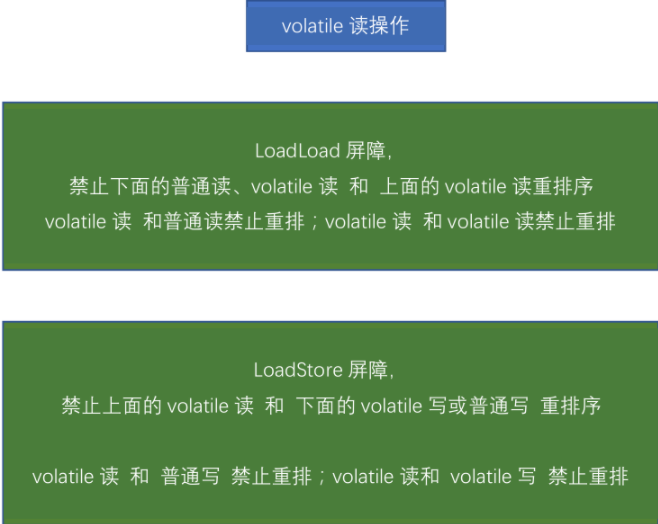 volatile 读操作
LoadLoad 屏障，
禁止下面的普通读、volatile 读 和 上面的 volatile 读重排序
volatile 读 和普通读禁止重排；volatile 读 和 volatile 读禁止重排
LoadStore 屏障，
禁止上面的 volatile 读 和 下面的 volatile 写或普通写 重排序
volatile 读 和 普通写 禁止重排；volatile 读和 volatile 写 禁止重排